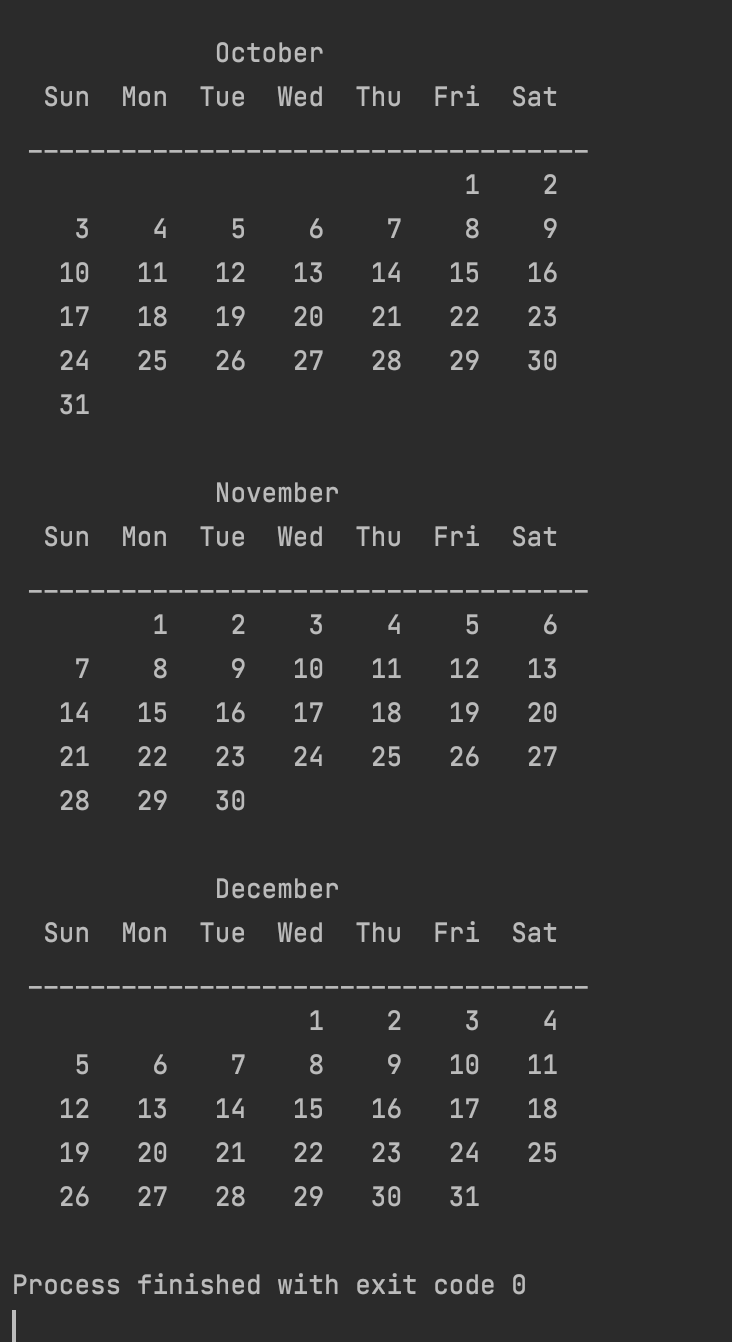 October
  Sun  Mon  Tue  Wed  Thu  Fri  Sat
 ____________________________________
                             1    2
    3    4    5    6    7    8    9
   10   11   12   13   14   15   16
   17   18   19   20   21   22   23
   24   25   26   27   28   29   30
   31
             November
  Sun  Mon  Tue  Wed  Thu  Fri  Sat
 ____________________________________
         1    2    3    4    5    6
    7    8    9   10   11   12   13
   14   15   16   17   18   19   20
   21   22   23   24   25   26   27
   28   29   30
             December
  Sun  Mon  Tue  Wed  Thu  Fri  Sat
 ____________________________________
                   1    2    3    4
    5    6    7    8    9   10   11
   12   13   14   15   16   17   18
   19   20   21   22   23   24   25
   26   27   28   29   30   31
Process finished with exit code 0